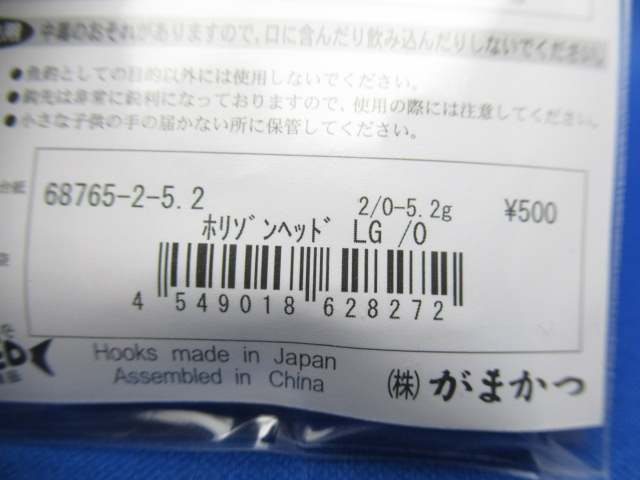 中毒のおそれがありますので、口に含んだり飲み込んだりしないでください。
●魚釣としての目的以外には使用しないでください。
●鈎先は非常に鋭利になっておりますので、使用の際には注意してください。
●小さな子供の手の届かない所に保管してください。
台紙
68765-2-5.2 2/0-5.2g ¥500
ホリゾンヘッド LG /0
4 549018 628272
袋
を
Hooks made in Japan
Assembled in China
(株) がまかつ